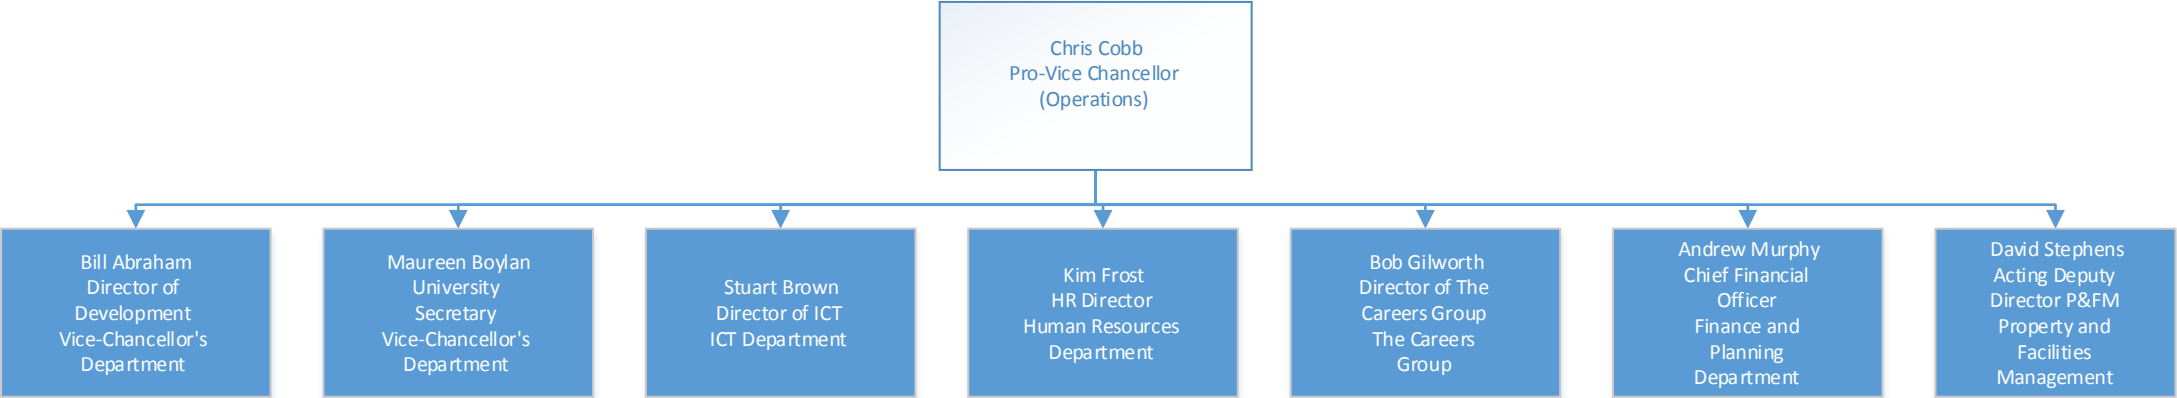 Chris Cobb
Pro-Vice Chancellor
(Operations)
Bill Abraham
Director of
Development
Vice-Chancellor's
Department
Maureen Boylan
University
Secretary
Vice-Chancellor's
Department
Stuart Brown
Director of ICT
ICT Department
Kim Frost
HR Director
Human Resources
Department
Bob Gilworth
Director of The
Careers Group
The Careers
Group
Andrew Murphy
Chief Financial
Officer
Finance and
Planning
Department
David Stephens
Acting Deputy
Director P&FM
Property and
Facilities
Management